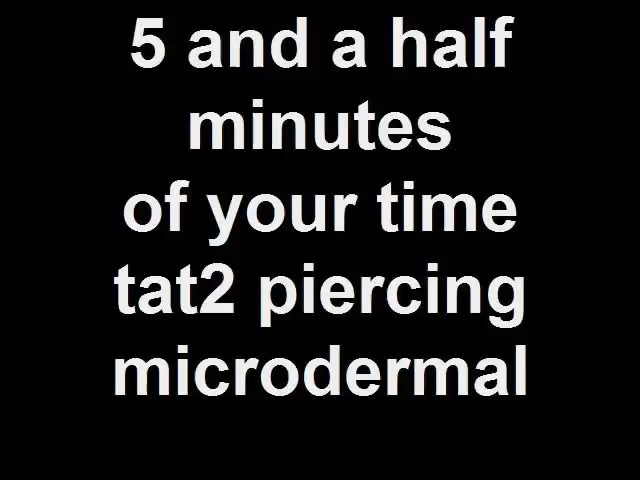 5 and a half
minutes
of your time
tat2 piercing
microdermal